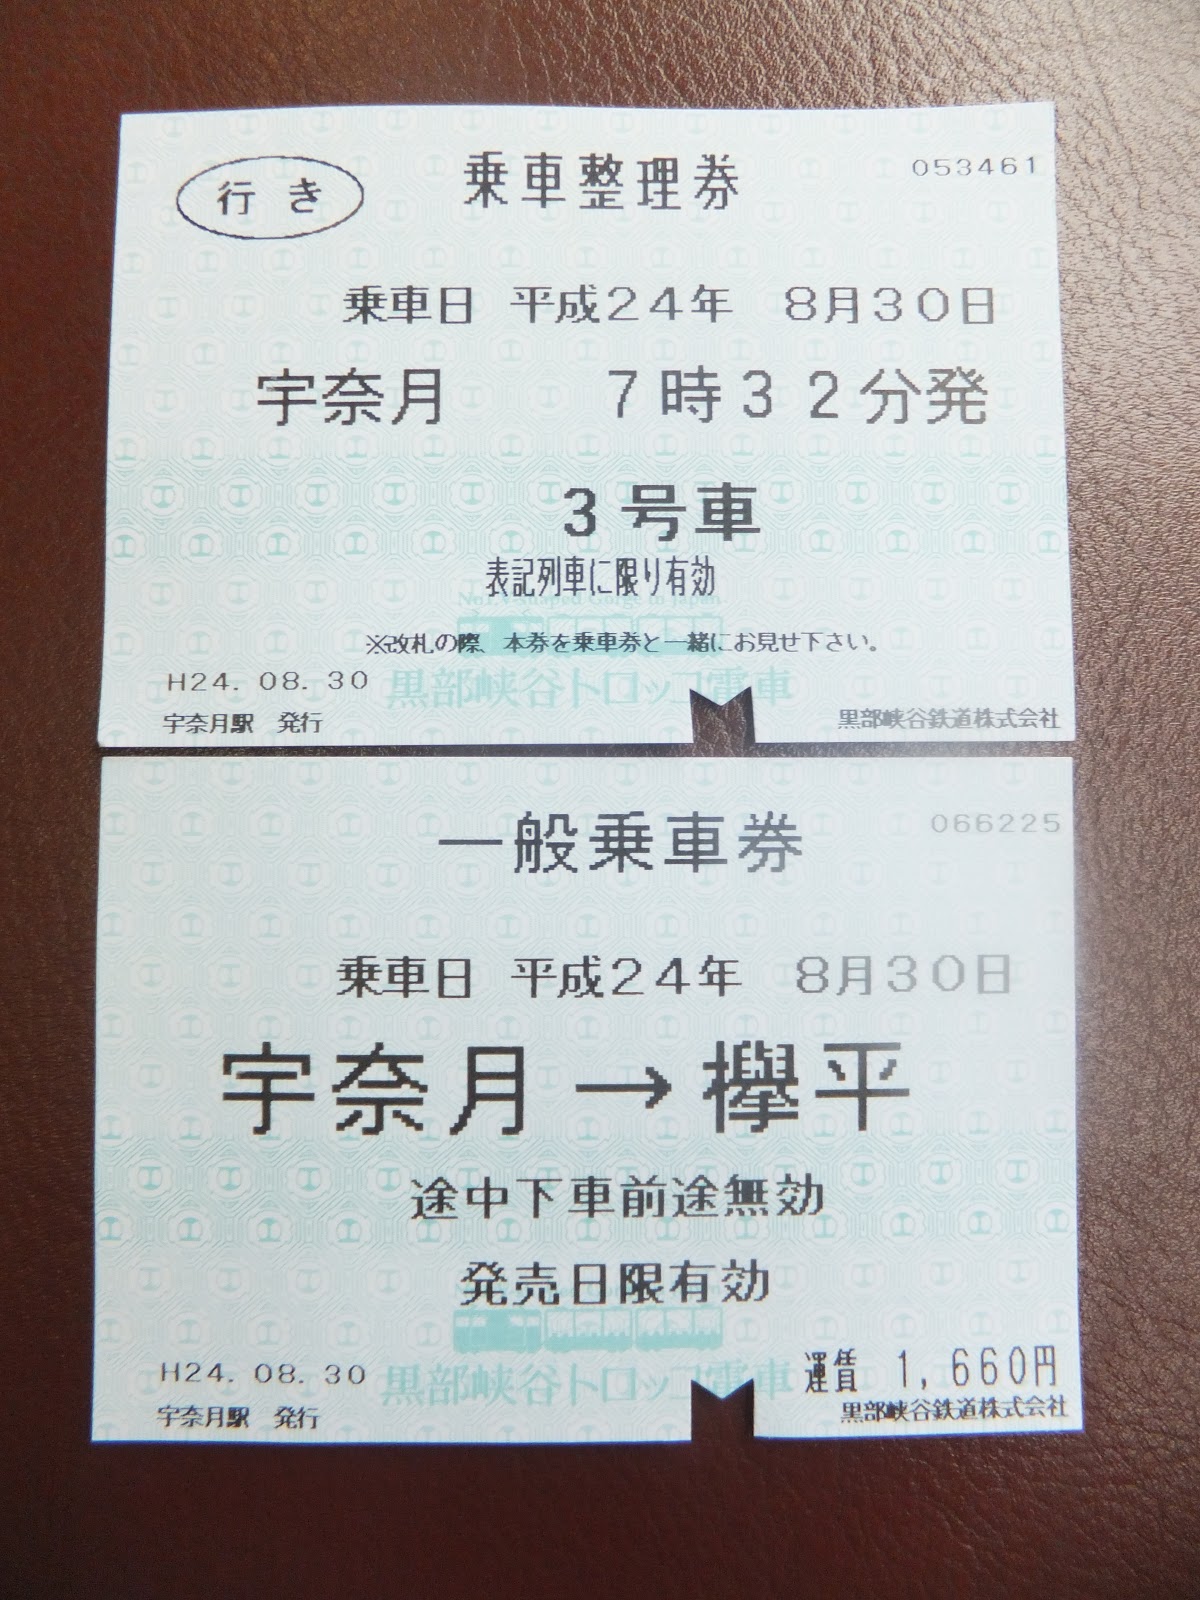 行き
乗車整理券
053461
乗車日 平成24年 8月30日
宇奈月 7時32分発
3号車
表記列車に限り有効
No.1 V-Shaped Gorge in Japan
※改札の際、本券を乗車券と一緒にお見せ下さい。
H24.08.30
黒部峡谷トロッコ電車
宇奈月駅 発行
黒部峡谷鉄道株式会社
066225
一般乗車券
乗車日 平成24年 8月30日
宇奈月→欅平
途中下車前途無効
発売日限有効
H24.08.30
黒部峡谷トロッコ電車
運賃 1,660円
宇奈月駅 発行
黒部峡谷鉄道株式会社